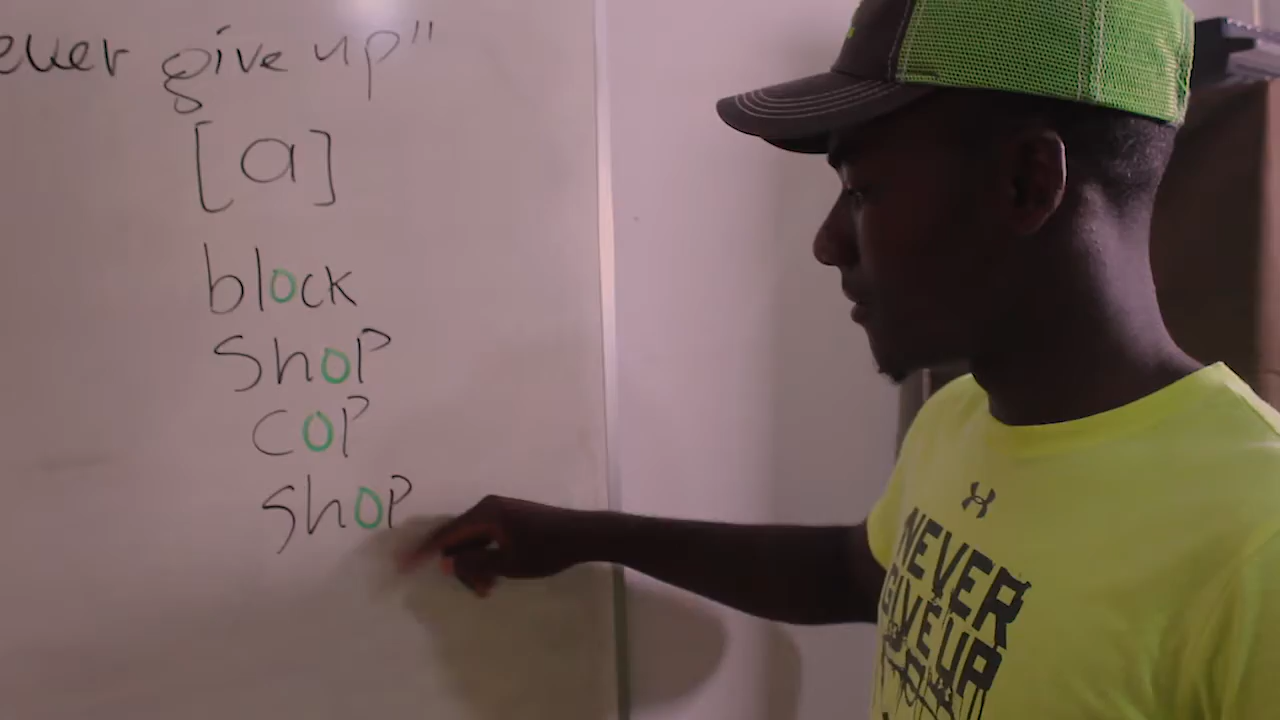 ever give up"
[a]
block
shop
cop
shop
NEVER
GIVE UP